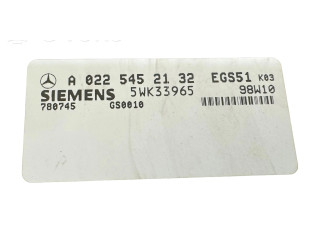 A 022 545 21 32 EGS51 K03
SIEMENS 5WK33965 98W10
780745 GS0010